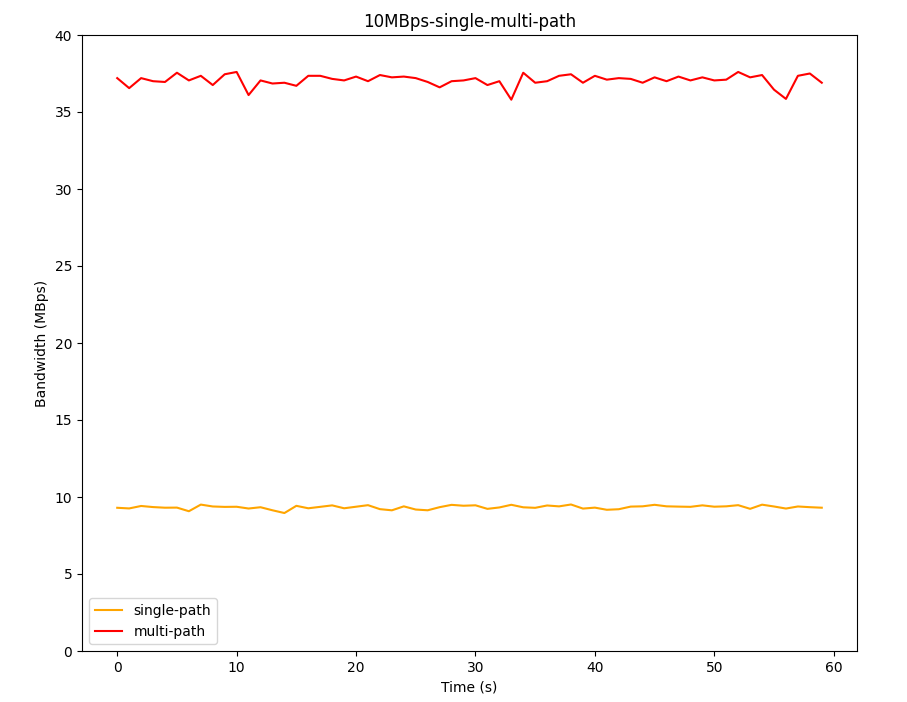 10MBps-single-multi-path
40
35
30
25
20
15
10
5
0
Bandwidth (MBps)
single-path
multi-path
0 10 20 30 40 50 60
Time (s)